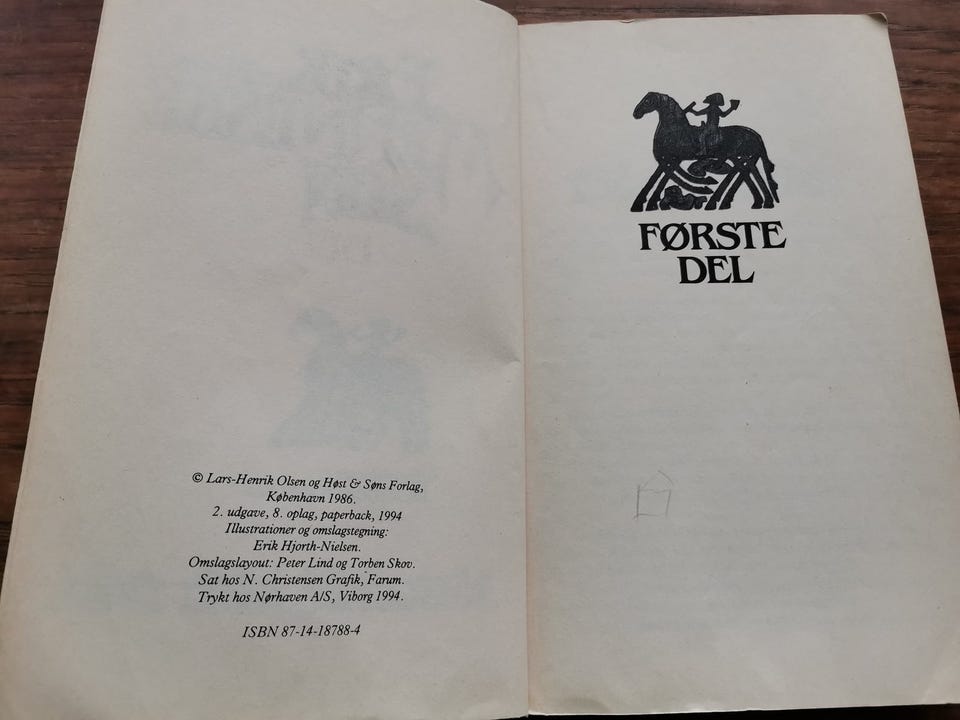 © Lars-Henrik Olsen og Høst & Søns Forlag,
København 1986.
2. udgave, 8. oplag, paperback, 1994
Illustrationer og omslagstegning:
Erik Hjorth-Nielsen.
Omslagslayout: Peter Lind og Torben Skov.
Sat hos N. Christensen Grafik, Farum.
Trykt hos Nørhaven A/S, Viborg 1994.
ISBN 87-14-18788-4
FØRSTE
DEL